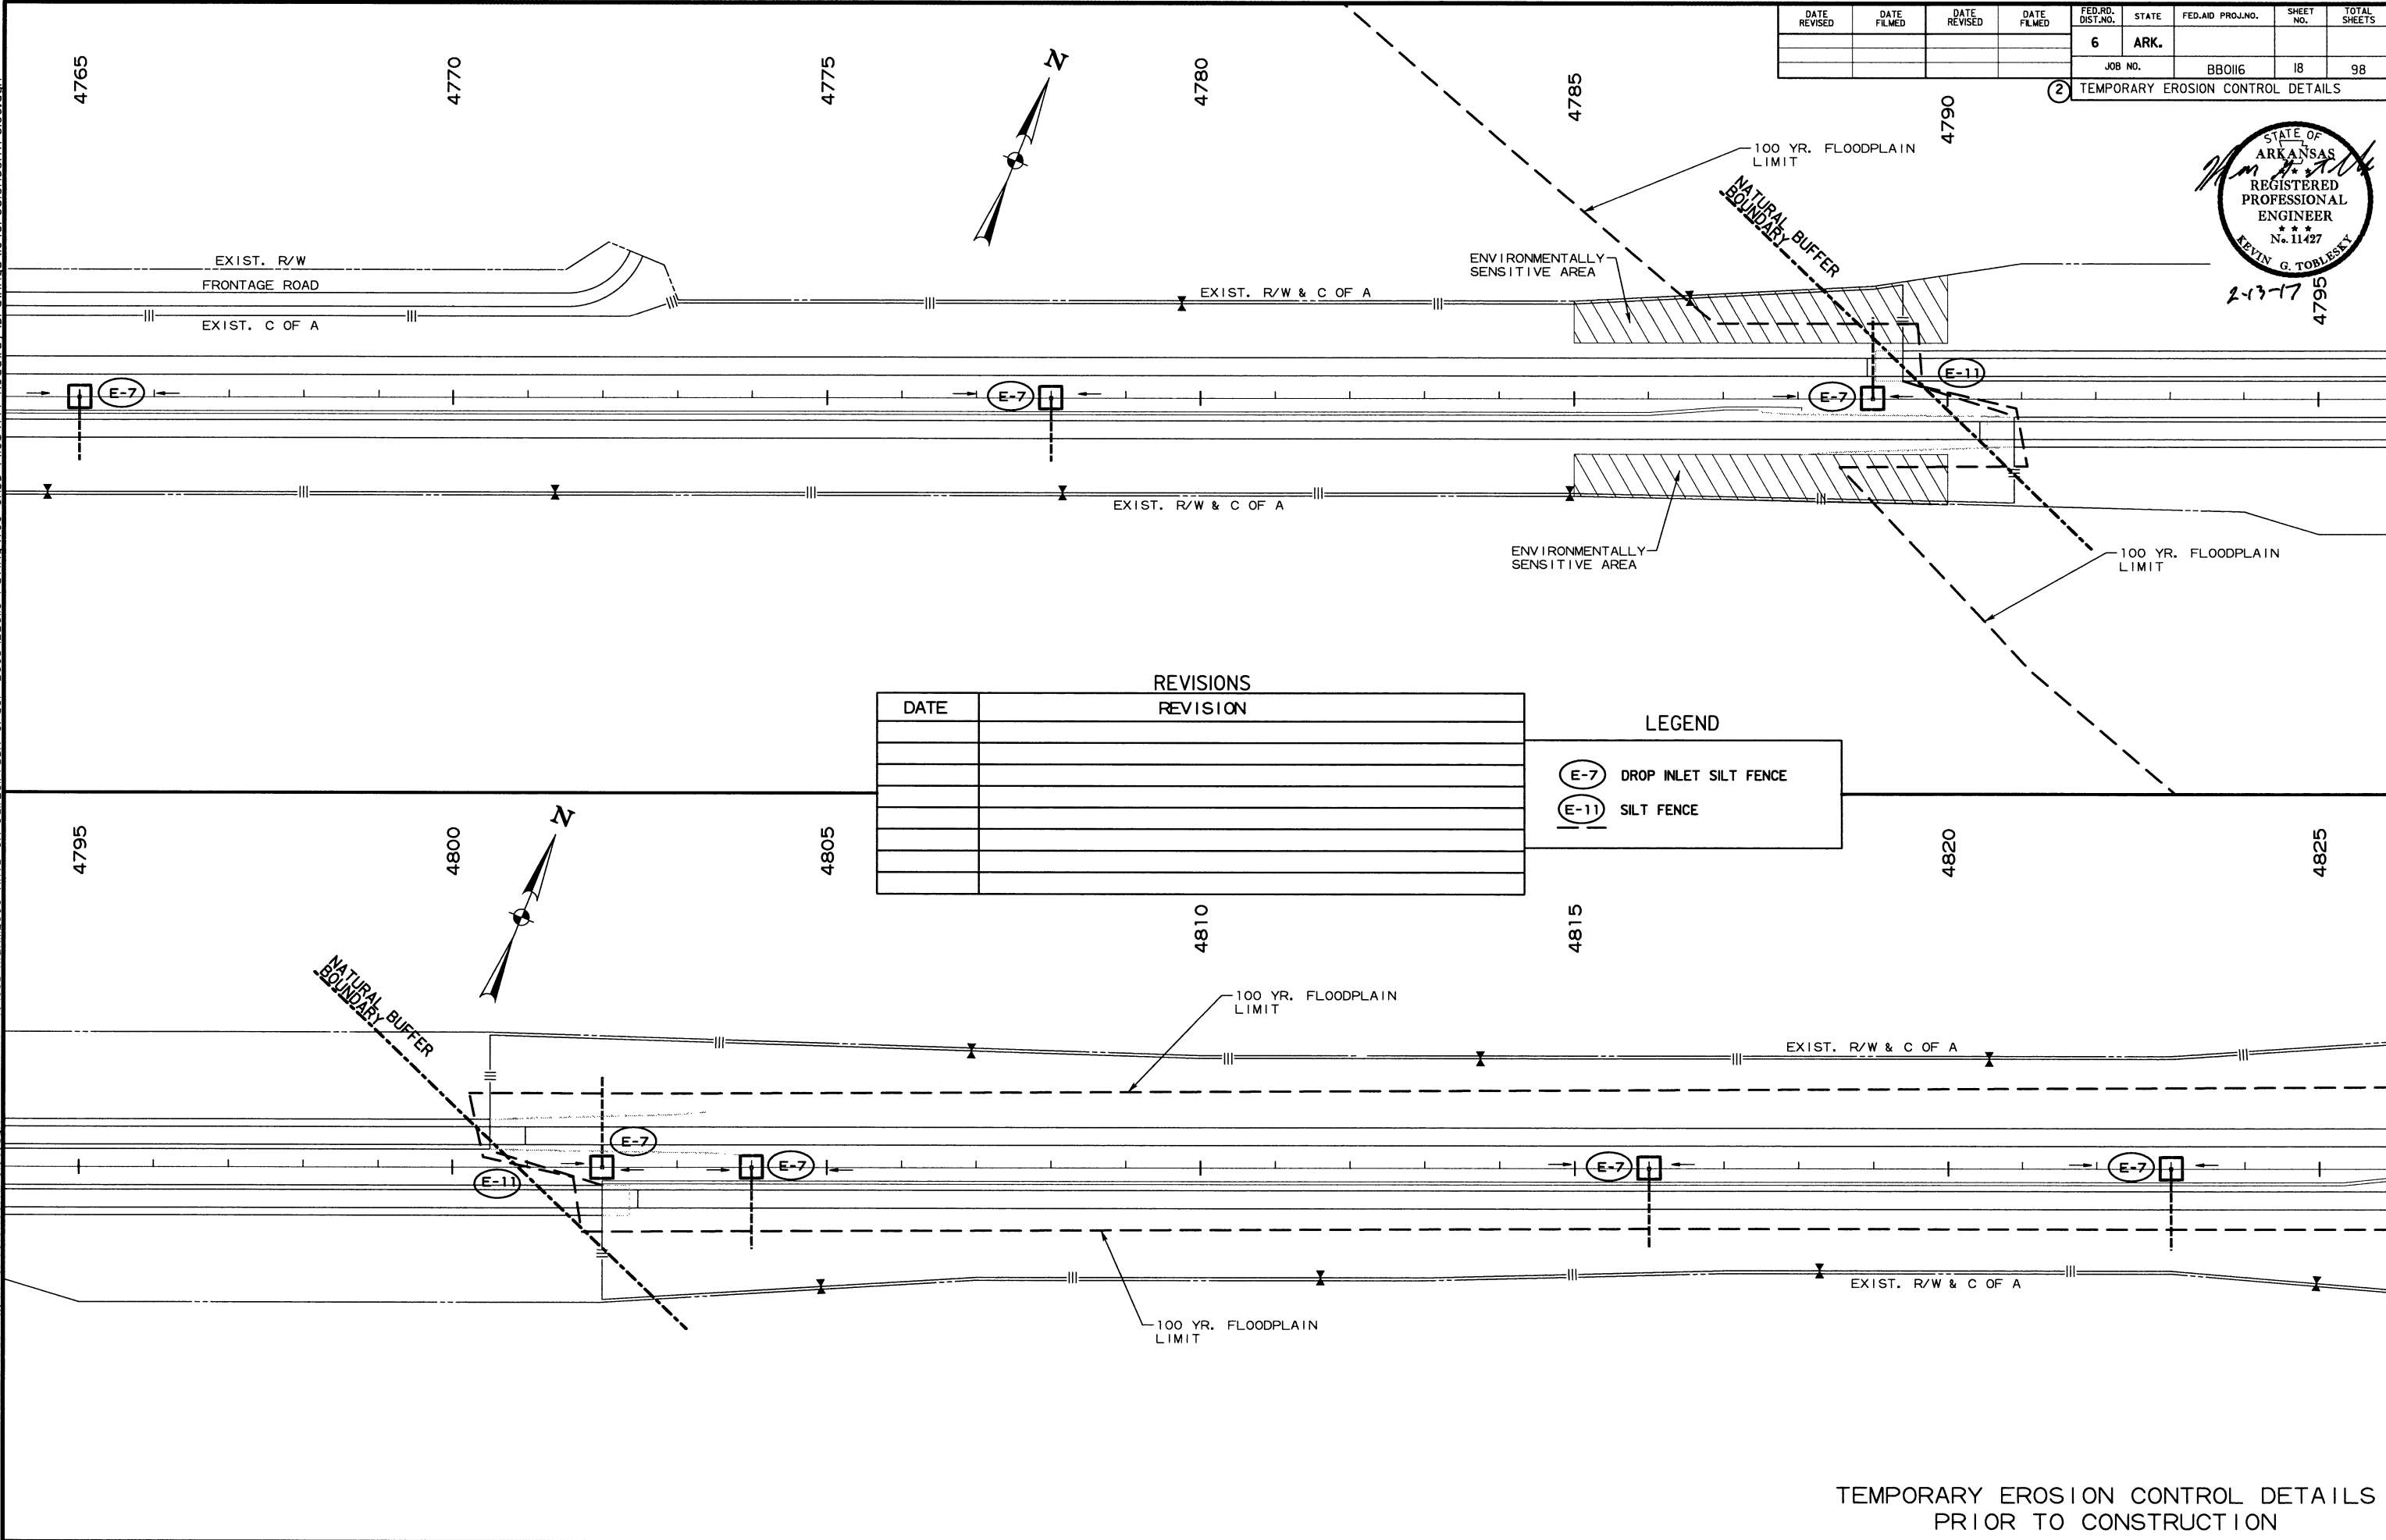 DATE REVISED
DATE FILMED
DATE REVISED
DATE FILMED
FED.RD. DIST.NO.
STATE
FED.AID PROJ.NO.
SHEET NO.
TOTAL SHEETS
6
ARK.
JOB NO.
BB0116
18
98
2
TEMPORARY EROSION CONTROL DETAILS
STATE OF
ARKANSAS
REGISTERED
PROFESSIONAL
ENGINEER
No. 11427
KEVIN G. TOBLESKY
2-13-17
4765
4770
4775
4780
4785
4790
4795
N
100 YR. FLOODPLAIN
LIMIT
NATURAL BUFFER
BOUNDARY
ENVIRONMENTALLY
SENSITIVE AREA
EXIST. R/W
FRONTAGE ROAD
EXIST. C OF A
EXIST. R/W & C OF A
E-7
E-7
E-7
E-11
EXIST. R/W & C OF A
ENVIRONMENTALLY
SENSITIVE AREA
100 YR. FLOODPLAIN
LIMIT
REVISIONS
DATE
REVISION
LEGEND
E-7 DROP INLET SILT FENCE
E-11 SILT FENCE
4795
4800
4805
4810
4815
4820
4825
N
NATURAL BUFFER
BOUNDARY
100 YR. FLOODPLAIN
LIMIT
EXIST. R/W & C OF A
E-7
E-7
E-7
E-7
E-11
EXIST. R/W & C OF A
100 YR. FLOODPLAIN
LIMIT
TEMPORARY EROSION CONTROL DETAILS
PRIOR TO CONSTRUCTION